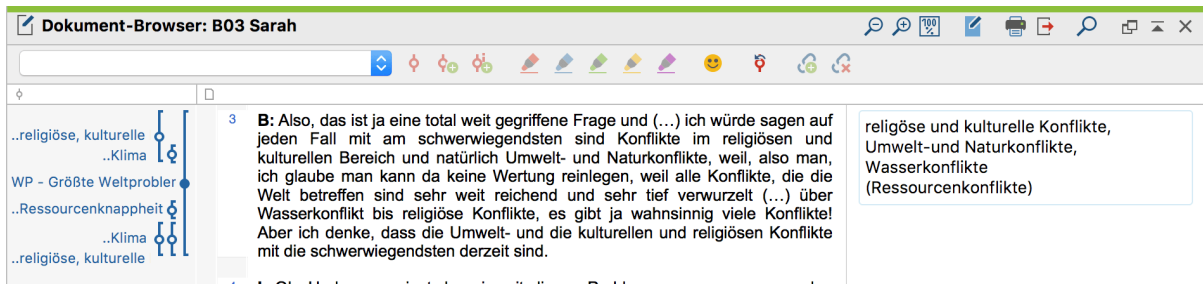 Dokument-Browser: B03 Sarah
100
%
3
B: Also, das ist ja eine total weit gegriffene Frage und (…) ich würde sagen auf
jeden Fall mit am schwerwiegendsten sind Konflikte im religiösen und
kulturellen Bereich und natürlich Umwelt- und Naturkonflikte, weil, also man,
ich glaube man kann da keine Wertung reinlegen, weil alle Konflikte, die die
Welt betreffen sind sehr weit reichend und sehr tief verwurzelt (…) über
Wasserkonflikt bis religiöse Konflikte, es gibt ja wahnsinnig viele Konflikte!
Aber ich denke, dass die Umwelt- und die kulturellen und religiösen Konflikte
mit die schwerwiegendsten derzeit sind.
..religiöse, kulturelle
..Klima
WP - Größte Weltprobler
..Ressourcenknappheit
..Klima
..religiöse, kulturelle
religöse und kulturelle Konflikte,
Umwelt-und Naturkonflikte,
Wasserkonflikte
(Ressourcenkonflikte)